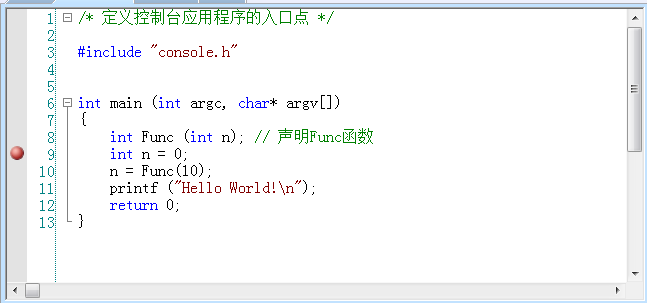 1 /* 定义控制台应用程序的入口点 */
2
3 #include "console.h"
4
5
6 int main (int argc, char* argv[])
7 {
8 int Func (int n); // 声明Func函数
9 int n = 0;
10 n = Func(10);
11 printf ("Hello World!\n");
12 return 0;
13 }